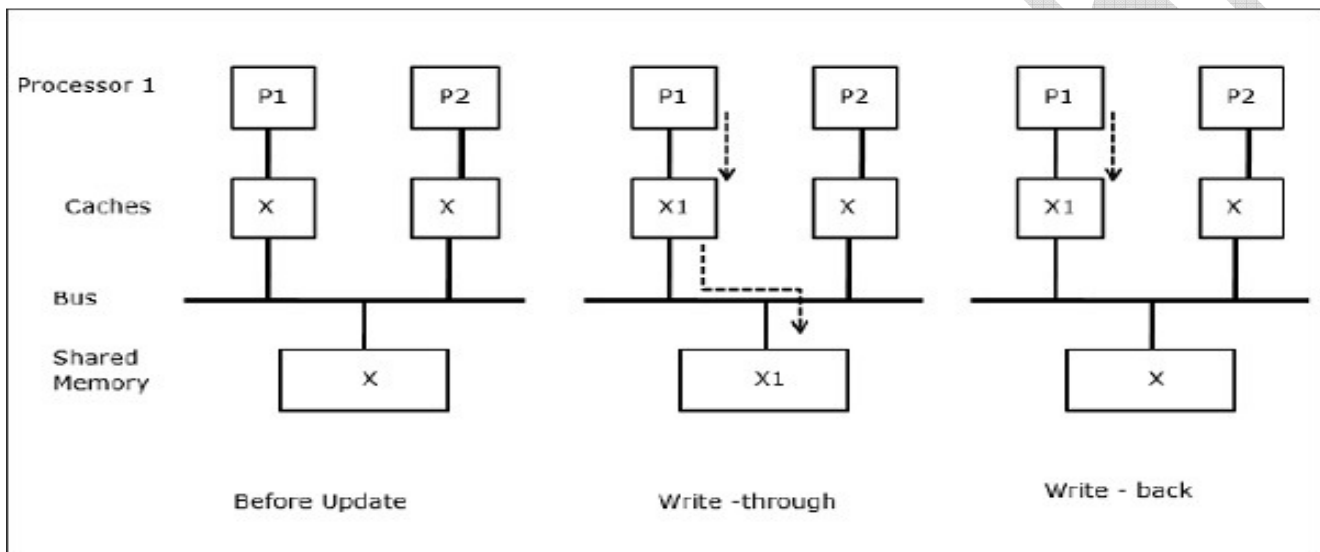 Processor 1
P1 P2 P1 P2 P1 P2
Caches
X X X1 X X1 X
Bus
Shared
Memory
X X1 X
Before Update Write -through Write - back